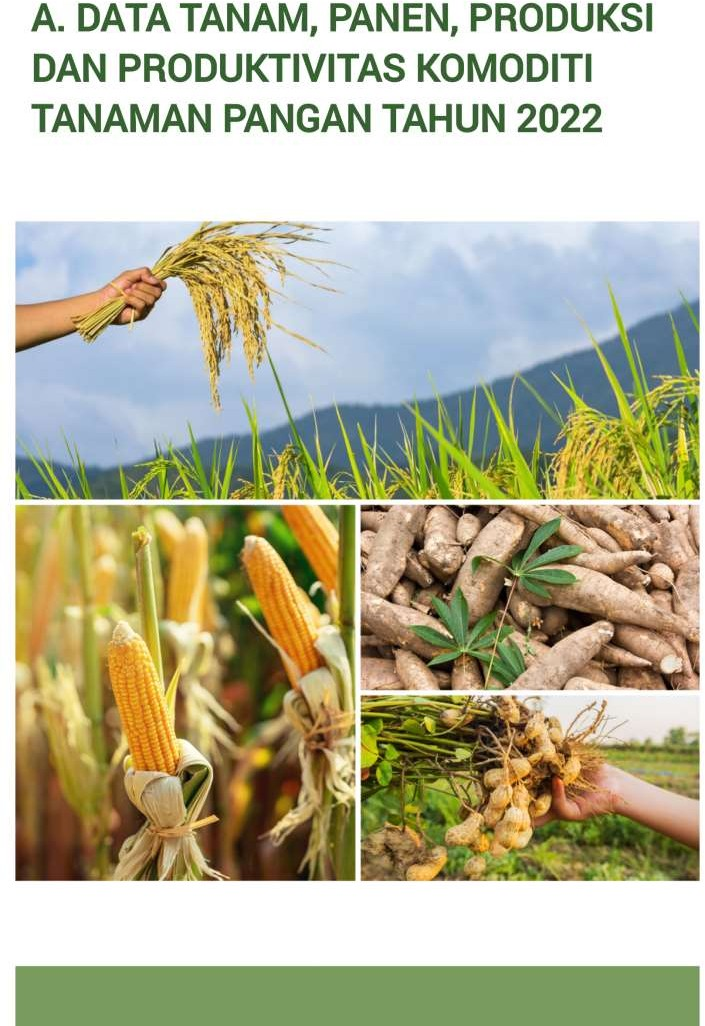 A. DATA TANAM, PANEN, PRODUKSI
DAN PRODUKTIVITAS KOMODITI
TANAMAN PANGAN TAHUN 2022